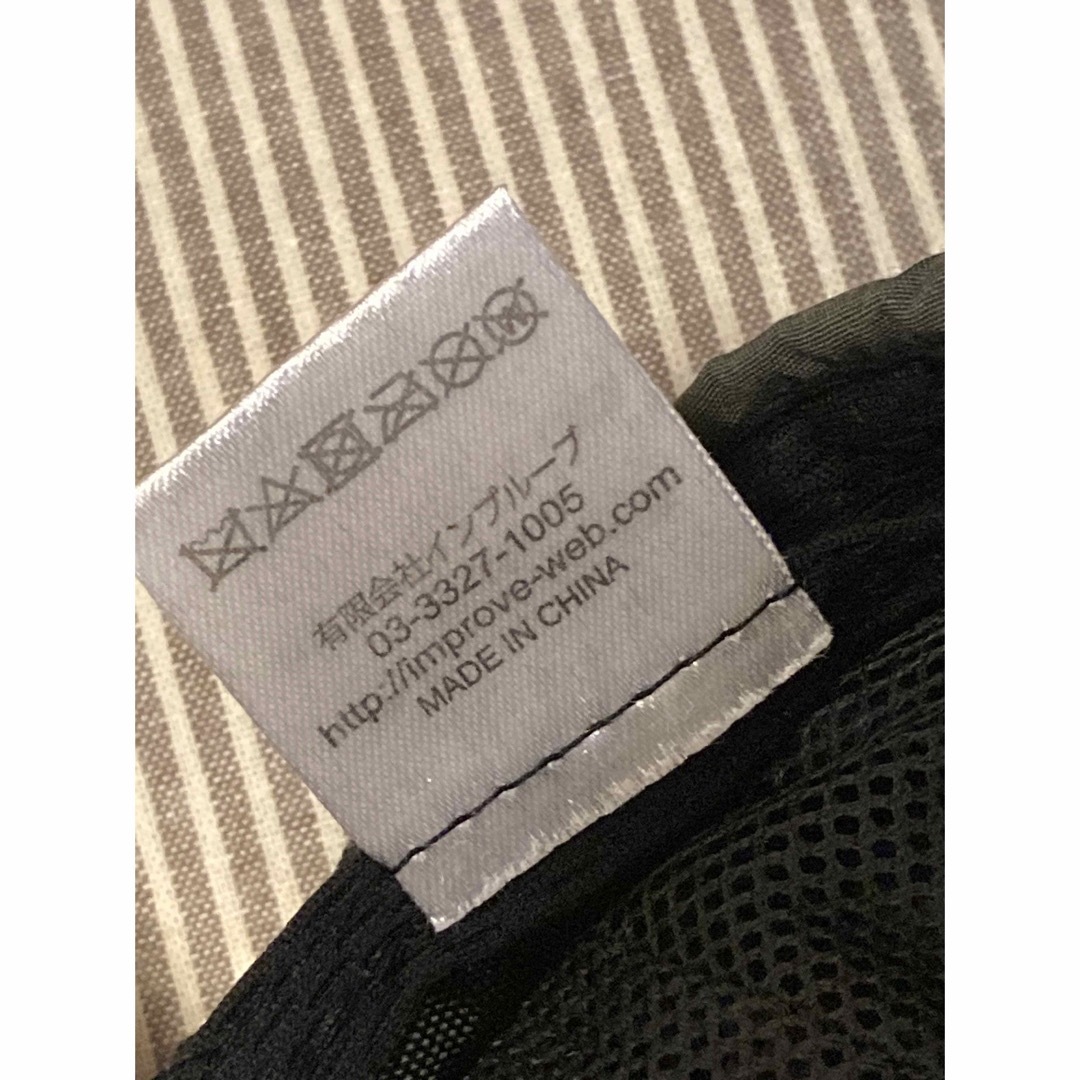 W
有限会社インプルーブ
03-3327-1005
http://improve-web.com
MADE IN CHINA